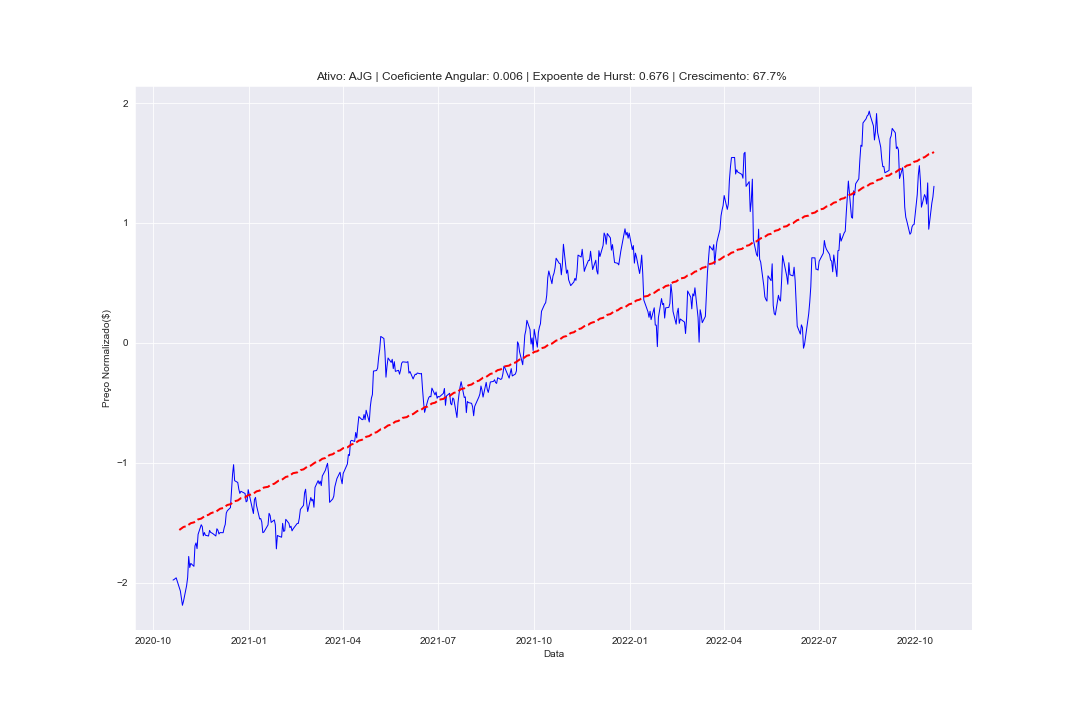 Ativo: AJG | Coeficiente Angular: 0.006 | Expoente de Hurst: 0.676 | Crescimento: 67.7%
2
1
0
−1
−2
Preço Normalizado($)
2020-10 2021-01 2021-04 2021-07 2021-10 2022-01 2022-04 2022-07 2022-10
Data